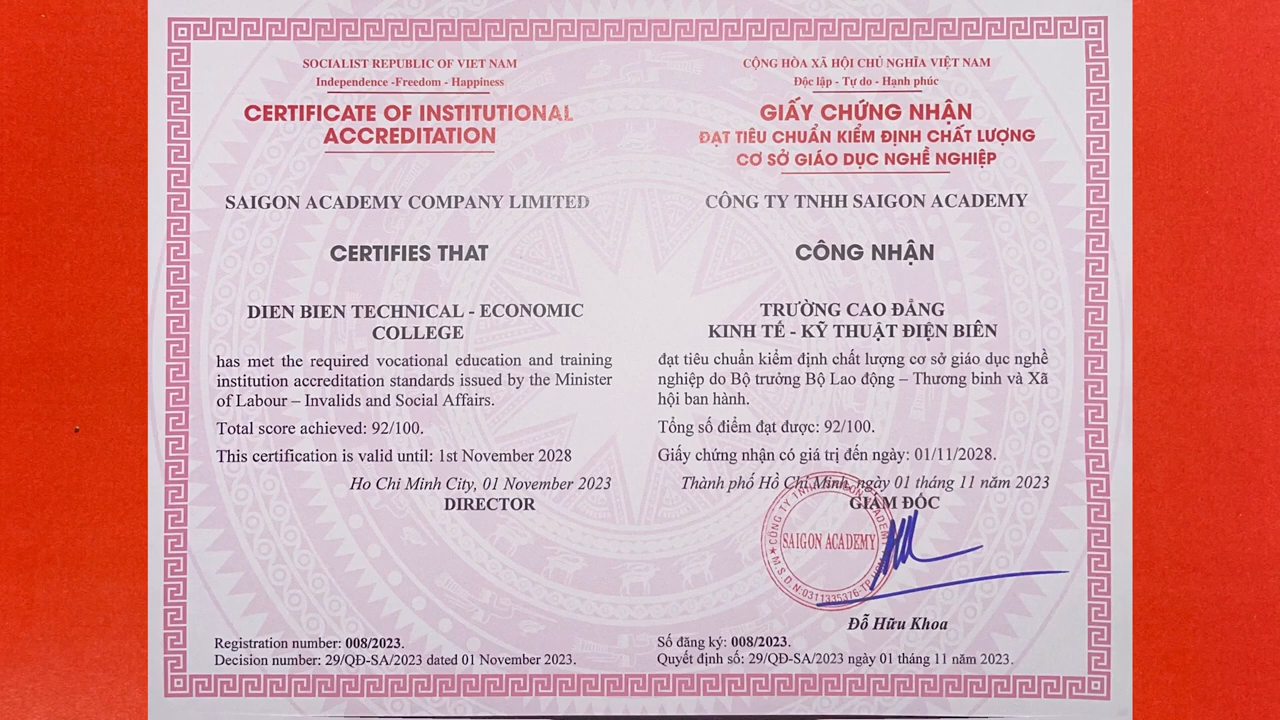 SOCIALIST REPUBLIC OF VIET NAM
Independence -Freedom - Happiness
CERTIFICATE OF INSTITUTIONAL
ACCREDITATION
SAIGON ACADEMY COMPANY LIMITED
CERTIFIES THAT
DIEN BIEN TECHNICAL - ECONOMIC
COLLEGE
has met the required vocational education and training
institution accreditation standards issued by the Minister
of Labour – Invalids and Social Affairs.
Total score achieved: 92/100.
This certification is valid until: 1st November 2028
Ho Chi Minh City, 01 November 2023
DIRECTOR
Registration number: 008/2023.
Decision number: 29/QĐ-SA/2023 dated 01 November 2023.
CỘNG HÒA XÃ HỘI CHỦ NGHĨA VIỆT NAM
Độc lập - Tự do - Hạnh phúc
GIẤY CHỨNG NHẬN
ĐẠT TIÊU CHUẨN KIỂM ĐỊNH CHẤT LƯỢNG
CƠ SỞ GIÁO DỤC NGHỀ NGHIỆP
CÔNG TY TNHH SAIGON ACADEMY
CÔNG NHẬN
TRƯỜNG CAO ĐẲNG
KINH TẾ - KỸ THUẬT ĐIỆN BIÊN
đạt tiêu chuẩn kiểm định chất lượng cơ sở giáo dục nghề
nghiệp do Bộ trưởng Bộ Lao động – Thương binh và Xã
hội ban hành.
Tổng số điểm đạt được: 92/100.
Giấy chứng nhận có giá trị đến ngày: 01/11/2028.
Thành phố Hồ Chí Minh, ngày 01 tháng 11 năm 2023
GIÁM ĐỐC
CÔNG TY TNHH SAIGON ACADEMY
SAIGON ACADEMY
M.S.D.N:0311335376-TP.
Đỗ Hữu Khoa
Số đăng ký: 008/2023.
Quyết định số: 29/QĐ-SA/2023 ngày 01 tháng 11 năm 2023.